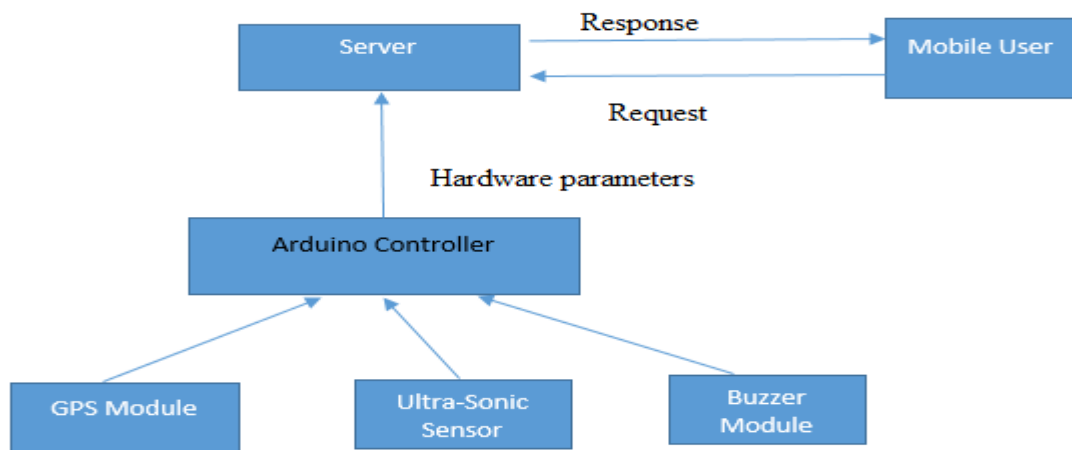 Response
Server
Mobile User
Request
Hardware parameters
Arduino Controller
GPS Module
Ultra-Sonic
Sensor
Buzzer
Module